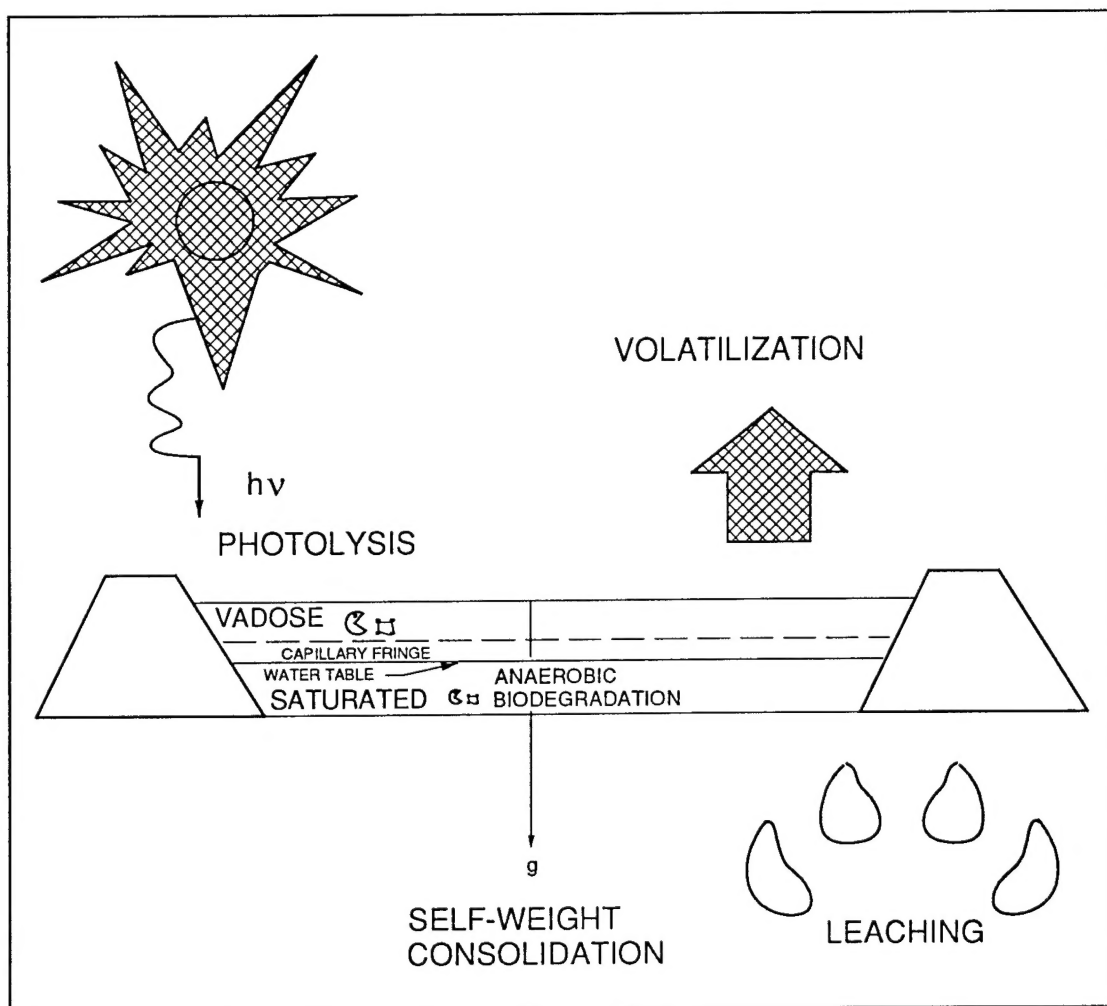 VOLATILIZATION
hν
PHOTOLYSIS
VADOSE
CAPILLARY FRINGE
WATER TABLE
SATURATED
ANAEROBIC
BIODEGRADATION
g
SELF-WEIGHT
CONSOLIDATION
LEACHING